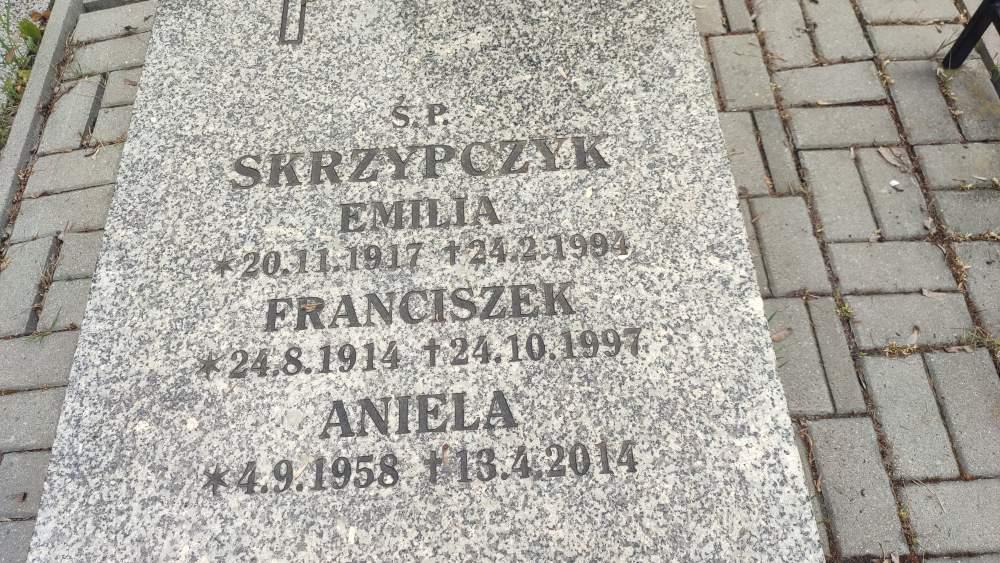 Ś.P.
SKRZYPCZYK
EMILIA
*20.11.1917 †24.2.1994
FRANCISZEK
*24.8.1914 †24.10.1997
ANIELA
*4.9.1958 †13.4.2014